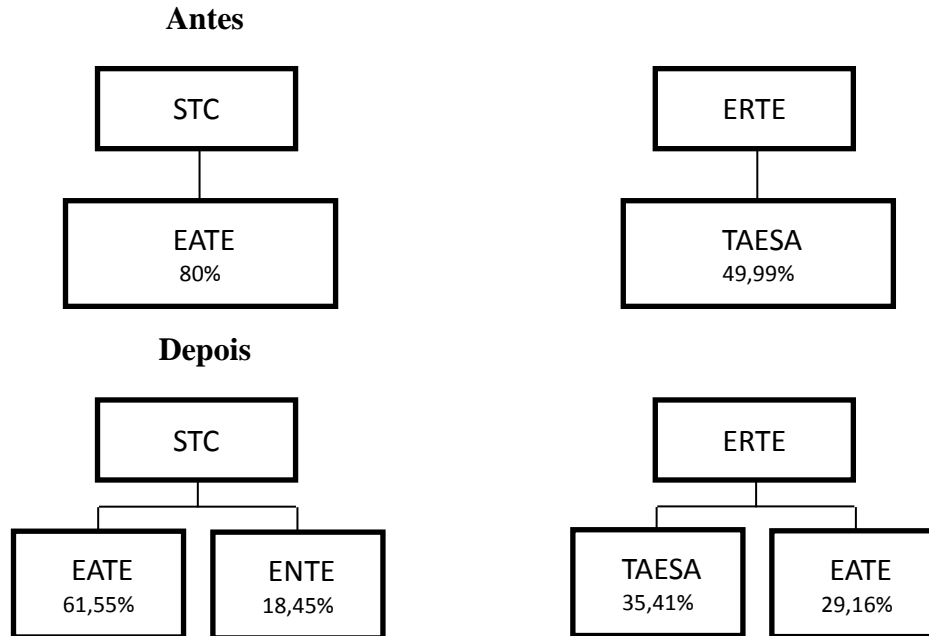 Antes
STC
ERTE
EATE
80%
TAESA
49,99%
Depois
STC
ERTE
EATE
61,55%
ENTE
18,45%
TAESA
35,41%
EATE
29,16%